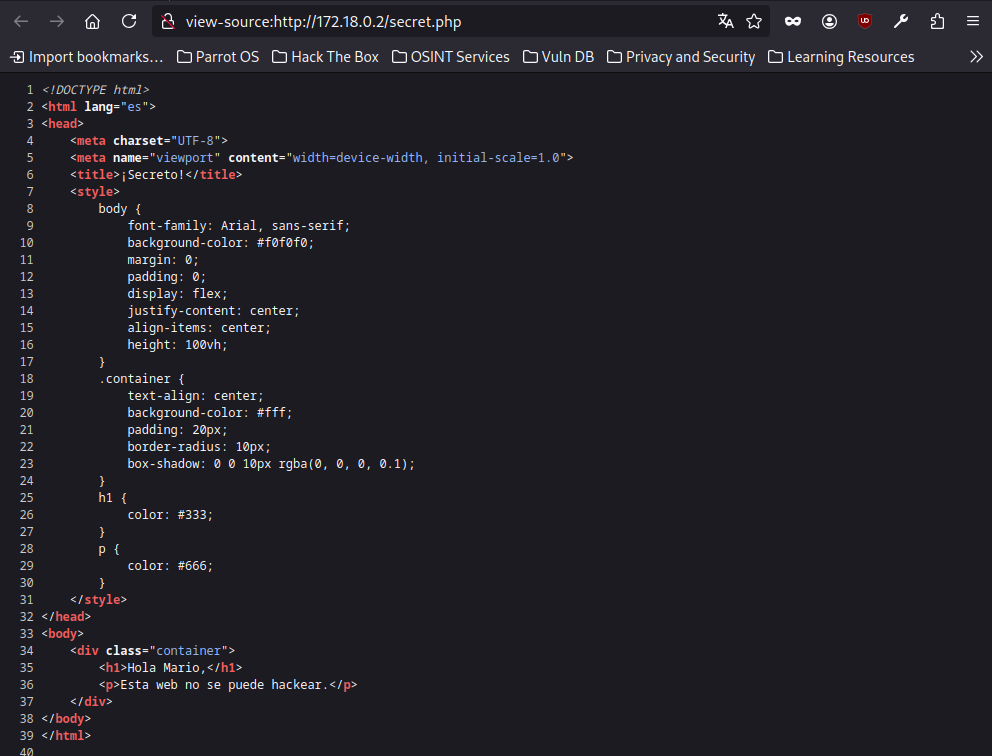 view-source:http://172.18.0.2/secret.php
Import bookmarks... Parrot OS Hack The Box OSINT Services Vuln DB Privacy and Security Learning Resources
1 <!DOCTYPE html>
2 <html lang="es">
3 <head>
4     <meta charset="UTF-8">
5     <meta name="viewport" content="width=device-width, initial-scale=1.0">
6     <title>¡Secreto!</title>
7     <style>
8         body {
9             font-family: Arial, sans-serif;
10             background-color: #f0f0f0;
11             margin: 0;
12             padding: 0;
13             display: flex;
14             justify-content: center;
15             align-items: center;
16             height: 100vh;
17         }
18         .container {
19             text-align: center;
20             background-color: #fff;
21             padding: 20px;
22             border-radius: 10px;
23             box-shadow: 0 0 10px rgba(0, 0, 0, 0.1);
24         }
25         h1 {
26             color: #333;
27         }
28         p {
29             color: #666;
30         }
31     </style>
32 </head>
33 <body>
34     <div class="container">
35         <h1>Hola Mario,</h1>
36         <p>Esta web no se puede hackear.</p>
37     </div>
38 </body>
39 </html>
40